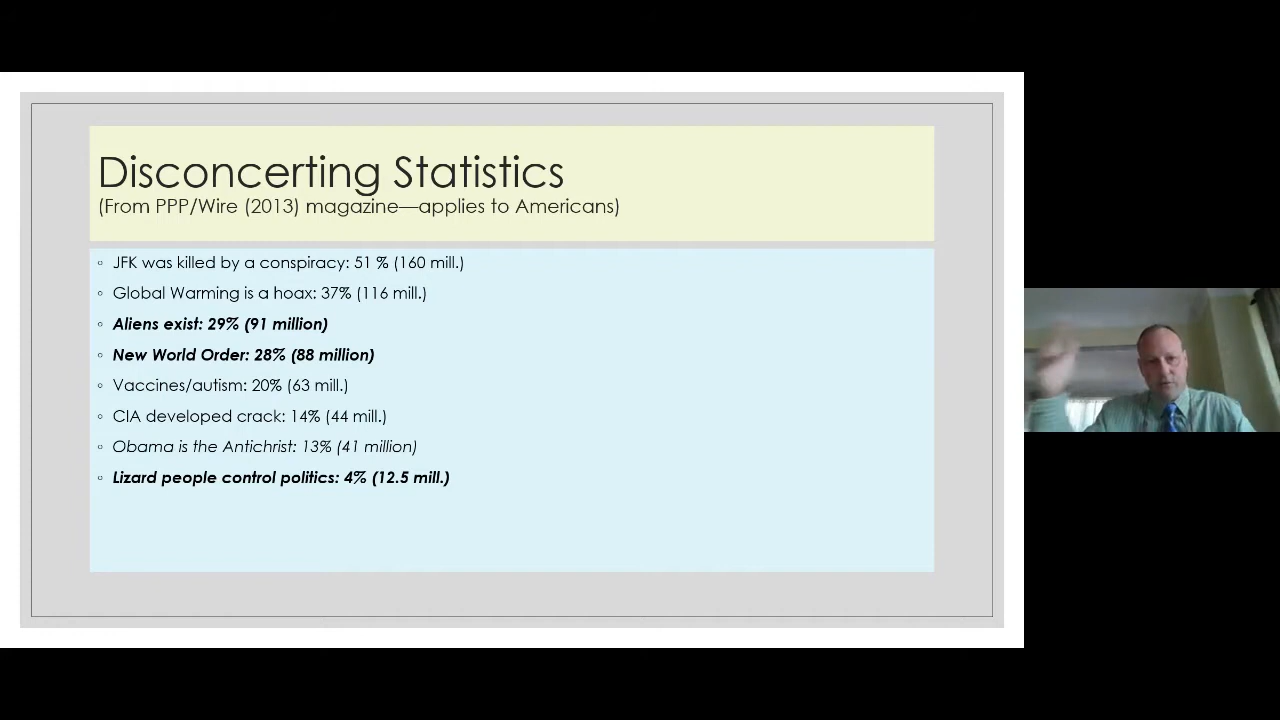 Disconcerting Statistics
(From PPP/Wire (2013) magazine—applies to Americans)
◦ JFK was killed by a conspiracy: 51 % (160 mill.)
◦ Global Warming is a hoax: 37% (116 mill.)
◦ Aliens exist: 29% (91 million)
◦ New World Order: 28% (88 million)
◦ Vaccines/autism: 20% (63 mill.)
◦ CIA developed crack: 14% (44 mill.)
◦ Obama is the Antichrist: 13% (41 million)
◦ Lizard people control politics: 4% (12.5 mill.)